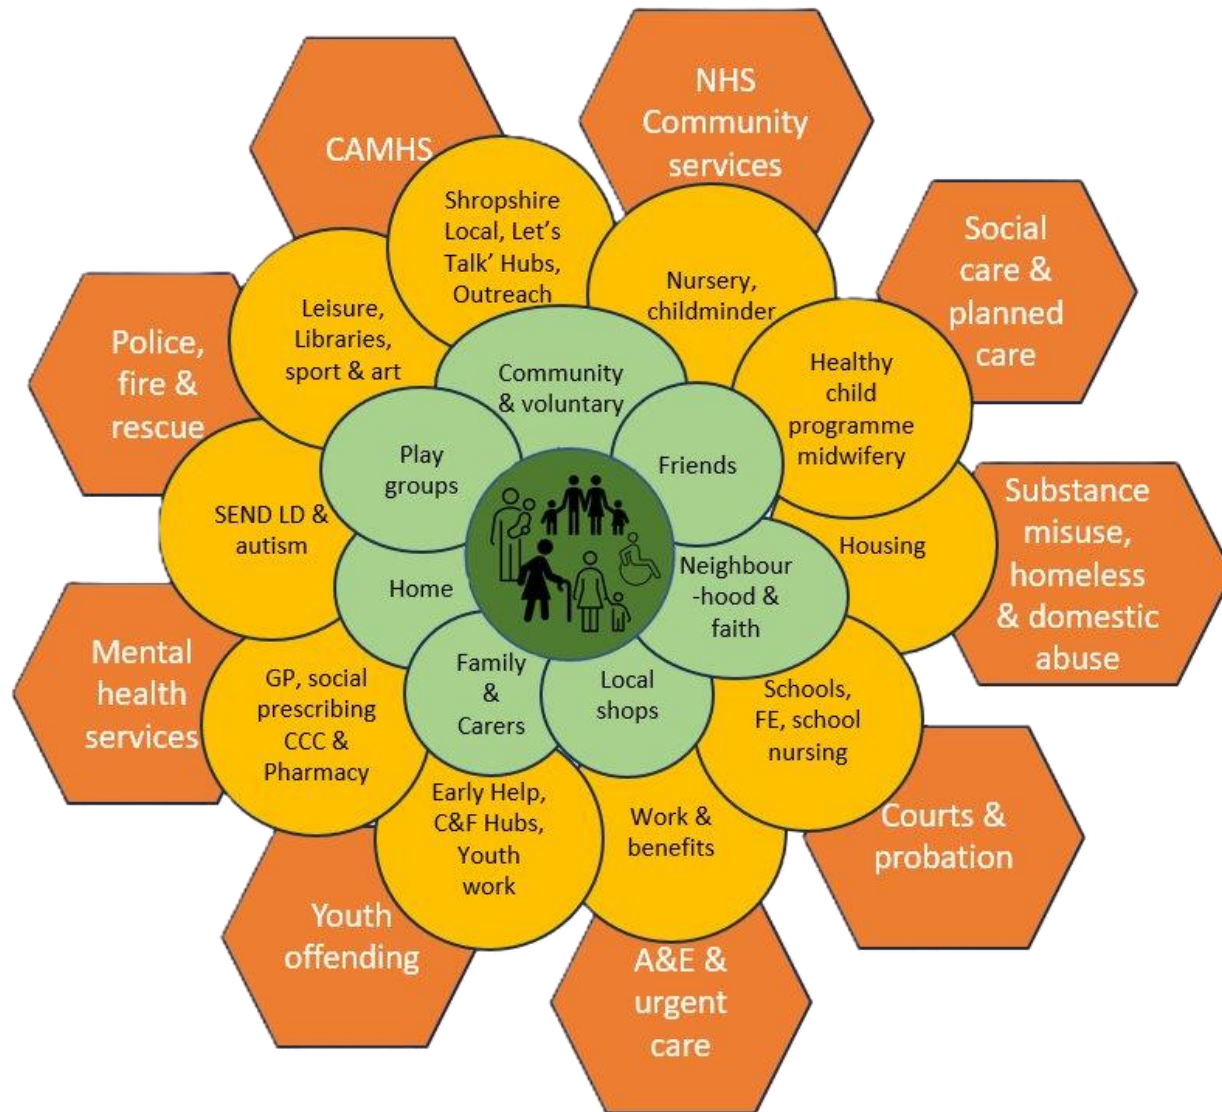 CAMHS
NHS
Community
services
Social
care &
planned
care
Substance
misuse,
homeless
& domestic
abuse
Courts &
probation
A&E &
urgent
care
Youth
offending
Mental
health
services
Police,
fire &
rescue
Shropshire
Local, Let's
Talk' Hubs,
Outreach
Nursery,
childminder
Healthy
child
programme
midwifery
Housing
Schools,
FE, school
nursing
Work &
benefits
Early Help,
C&F Hubs,
Youth
work
GP, social
prescribing
CCC &
Pharmacy
SEND LD &
autism
Leisure,
Libraries,
sport & art
Community
& voluntary
Friends
Neighbour
-hood &
faith
Local
shops
Family
&
Carers
Home
Play
groups